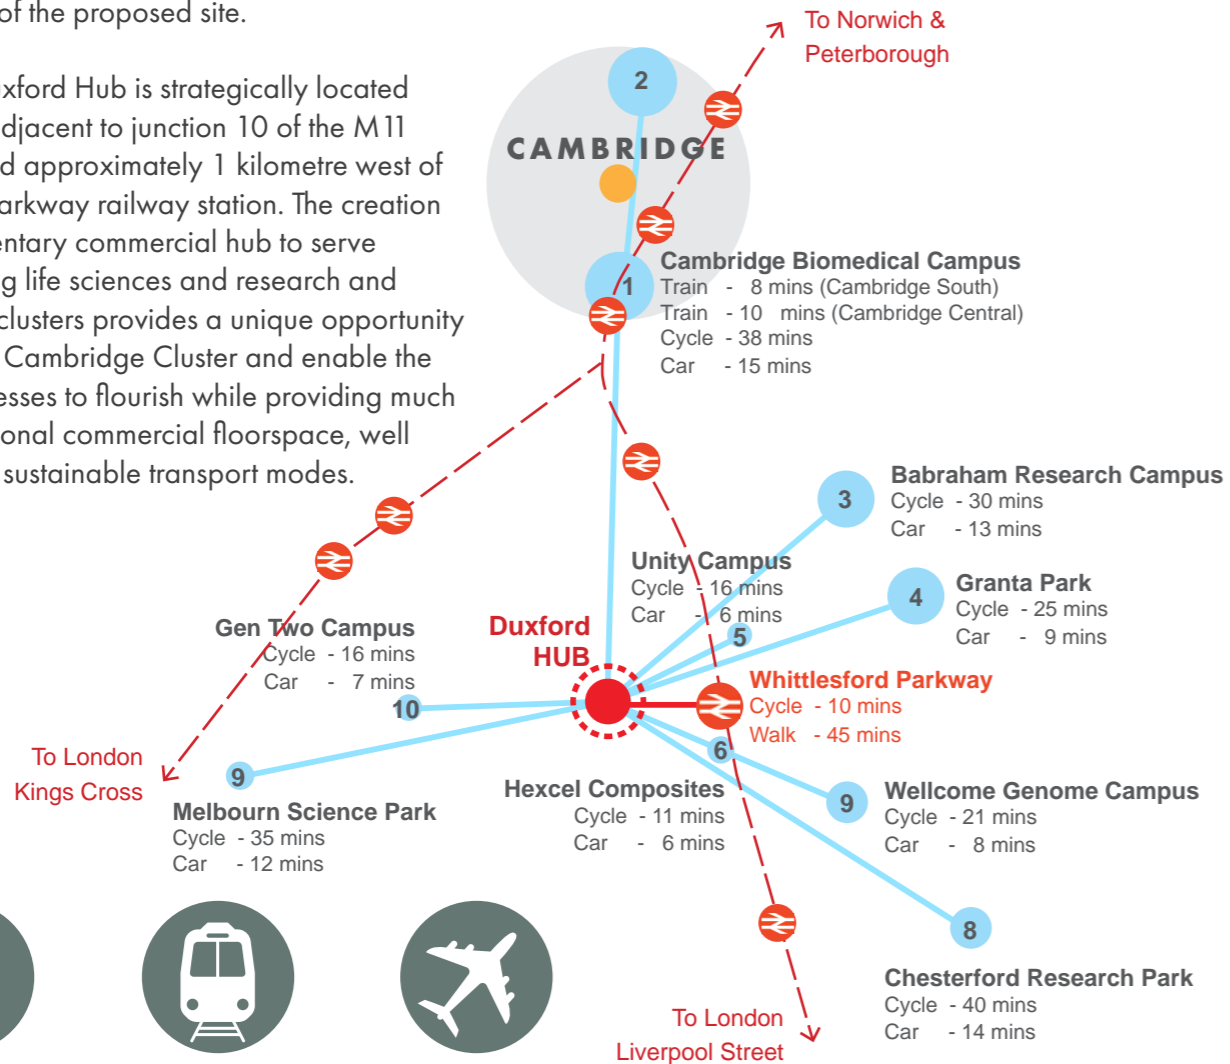 of the proposed site.
uxford Hub is strategically located
djacent to junction 10 of the M11
d approximately 1 kilometre west of
arkway railway station. The creation
entary commercial hub to serve
g life sciences and research and
clusters provides a unique opportunity
Cambridge Cluster and enable the
esses to flourish while providing much
onal commercial floorspace, well
sustainable transport modes.
To Norwich &
Peterborough
2
CAMBRIDGE
1
Cambridge Biomedical Campus
Train - 8 mins (Cambridge South)
Train - 10 mins (Cambridge Central)
Cycle - 38 mins
Car - 15 mins
3
Babraham Research Campus
Cycle - 30 mins
Car - 13 mins
Unity Campus
Cycle - 16 mins
Car - 6 mins
5
4
Granta Park
Cycle - 25 mins
Car - 9 mins
Gen Two Campus
Cycle - 16 mins
Car - 7 mins
10
Duxford
HUB
Whittlesford Parkway
Cycle - 10 mins
Walk - 45 mins
6
To London
Kings Cross
9
Melbourn Science Park
Cycle - 35 mins
Car - 12 mins
Hexcel Composites
Cycle - 11 mins
Car - 6 mins
9
Wellcome Genome Campus
Cycle - 21 mins
Car - 8 mins
8
Chesterford Research Park
Cycle - 40 mins
Car - 14 mins
To London
Liverpool Street